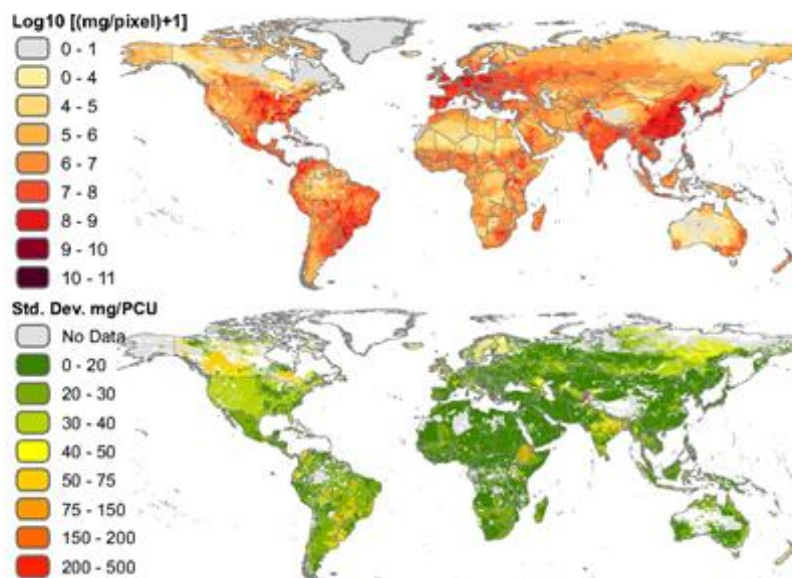 Log10 [(mg/pixel)+1]
0 - 1
0 - 4
4 - 5
5 - 6
6 - 7
7 - 8
8 - 9
9 - 10
10 - 11
Std. Dev. mg/PCU
No Data
0 - 20
20 - 30
30 - 40
40 - 50
50 - 75
75 - 150
150 - 200
200 - 500